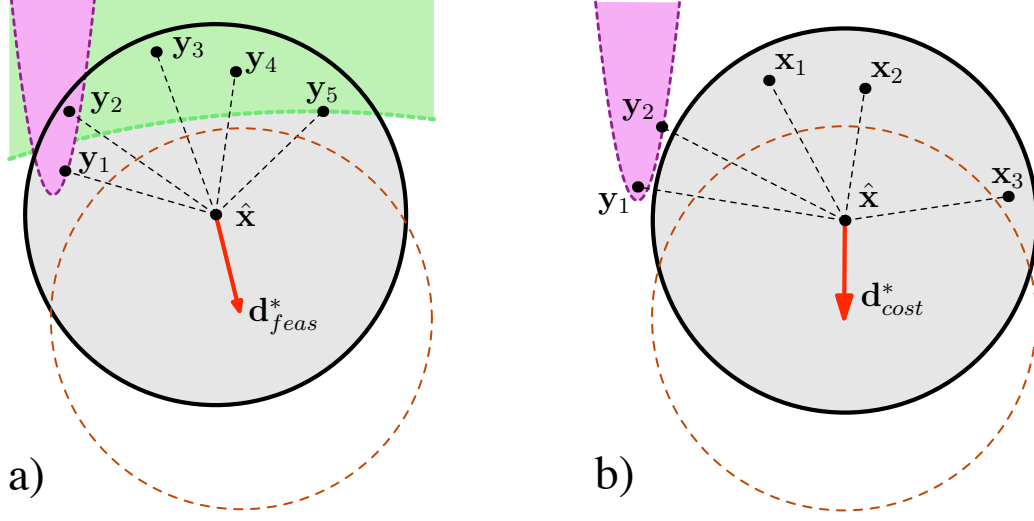 y₃
y₄
y₂
y₅
y₁
x̂
d*feas
a)
x₁
x₂
y₂
x₃
y₁
x̂
d*cost
b)